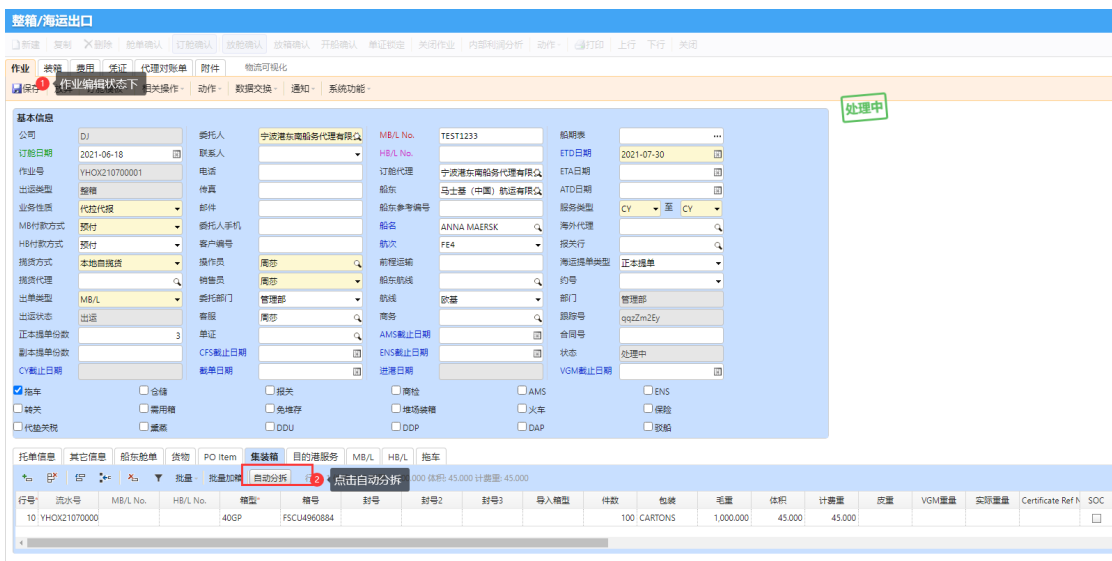 整箱/海运出口
新建 复制 删除 舱单确认 订舱确认 放舱确认 放箱确认 开船确认 单证锁定 关闭作业 内部利润分析 动作 打印 上行 下行 关闭
作业 装箱 费用 凭证 代理对账单 附件 物流可视化
保存 1 作业编辑状态下 相关操作 动作 数据交换 通知 系统功能
处理中
基本信息
公司 DJ 委托人 宁波港东南船务代理有限 MB/L No. TEST1233 船期表 ...
订舱日期 2021-06-18 联系人 HB/L No. ETD日期 2021-07-30
作业号 YHOX210700001 电话 订舱代理 宁波港东南船务代理有限 ETA日期
出运类型 整箱 传真 船东 马士基（中国）航运有限 ATD日期
业务性质 代拉代报 邮件 船东参考编号 服务类型 CY 至 CY
MB付款方式 预付 委托人手机 船名 ANNA MAERSK 海外代理
HB付款方式 预付 客户编号 航次 FE4 报关行
揽货方式 本地自揽货 操作员 周莎 前程运输 海运提单类型 正本提单
揽货代理 销售员 周莎 船东航线 约号
出单类型 MB/L 委托部门 管理部 航线 欧基 部门 管理部
出运状态 出运 客服 周莎 商务 跟踪号 qqzZm2Ey
正本提单份数 3 单证 AMS截止日期 合同号
副本提单份数 CFS截止日期 ENS截止日期 状态 处理中
CY截止日期 截单日期 进港日期 VGM截止日期
拖车 仓储 报关 商检 AMS ENS
转关 需用箱 免堆存 堆场装箱 火车 保险
代垫关税 熏蒸 DDU DDP DAP 驳船
托单信息 其它信息 船东舱单 货物 PO Item 集装箱 目的港服务 MB/L HB/L 拖车
批量 批量加箱 自动分拆 2 点击自动分拆 .000 体积: 45.000 计费重: 45.000
行号 流水号 MB/L No. HB/L No. 箱型 箱号 封号 封号2 封号3 导入箱型 件数 包装 毛重 体积 计费重 皮重 VGM重量 实际重量 Certificate Ref N SOC
10 YHOX21070000 40GP FSCU4960884 100 CARTONS 1,000.000 45.000 45.000